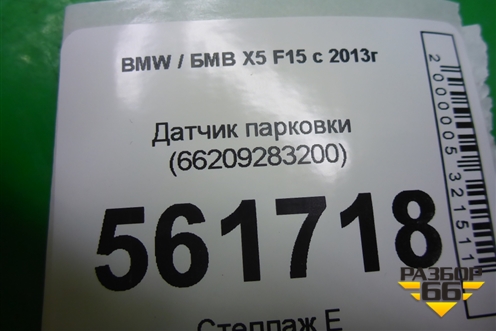 BMW / БМВ X5 F15 с 2013г
Датчик парковки
(66209283200)
561718
Стеллаж Е
2000005321511
РАЗБОР
66